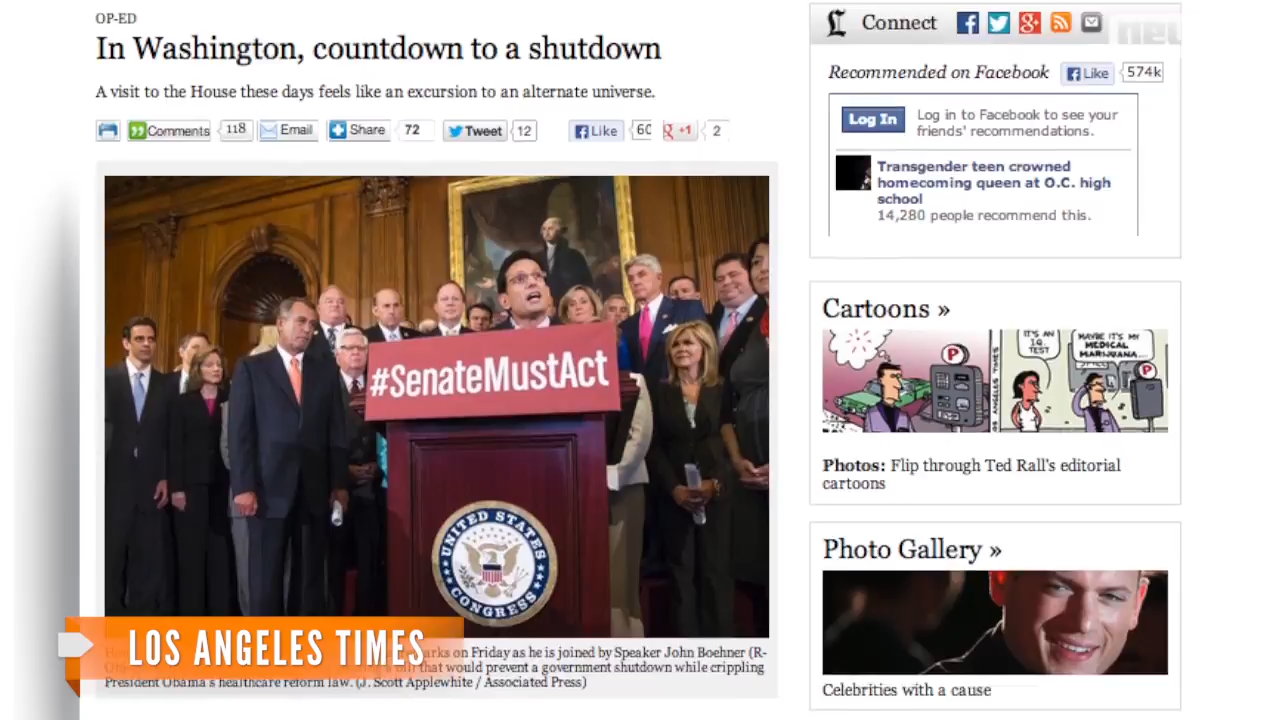 OP-ED
In Washington, countdown to a shutdown
A visit to the House these days feels like an excursion to an alternate universe.
Comments 118 Email Share 72 Tweet 12 Like 60 +1 2
#SenateMustAct
UNITED STATES
CONGRESS
LOS ANGELES TIMES
on Friday as he is joined by Speaker John Boehner (R-
that would prevent a government shutdown while crippling
President Obama's healthcare reform law. (J. Scott Applewhite / Associated Press)
Connect
Recommended on Facebook Like 574k
Log In Log in to Facebook to see your
friends' recommendations.
Transgender teen crowned
homecoming queen at O.C. high
school
14,280 people recommend this.
Cartoons »
IT'S AN
I.Q.
TEST
MAYBE IT'S MY
MEDICAL
MARIJUANA...
P
P
Photos: Flip through Ted Rall's editorial
cartoons
Photo Gallery »
Celebrities with a cause